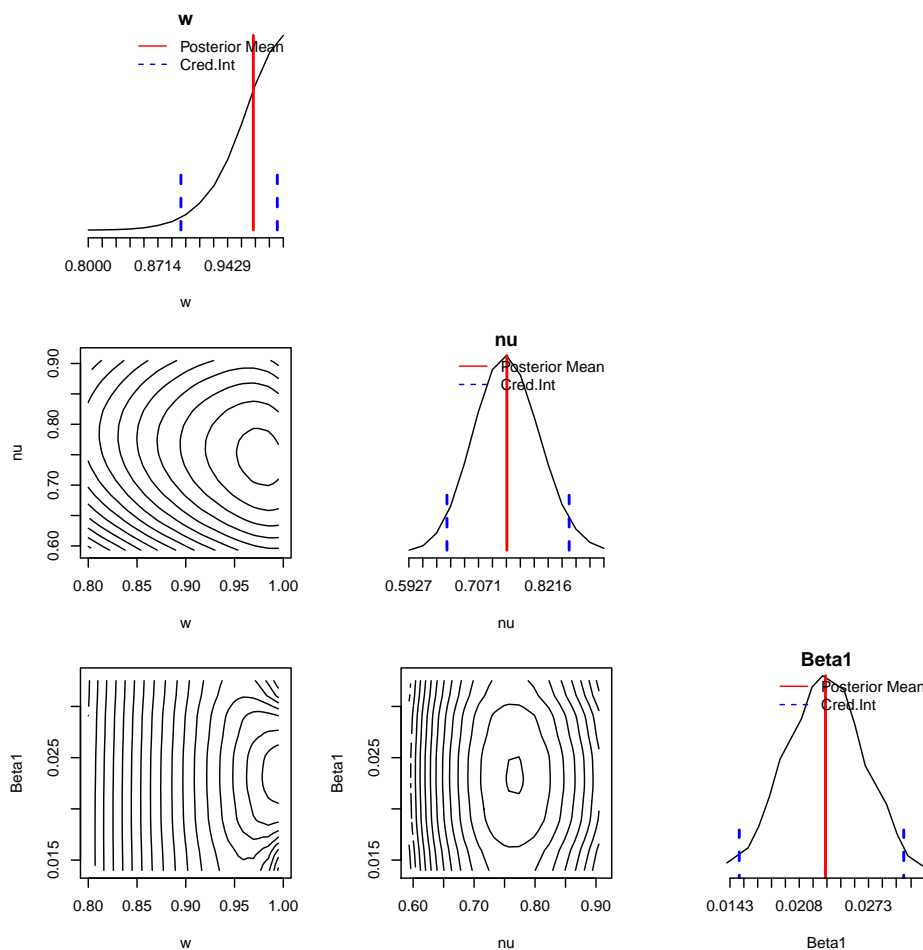 w
Posterior Mean
Cred.Int
0.8000 0.8714 0.9429
w
nu
Posterior Mean
Cred.Int
nu
0.60 0.70 0.80 0.90
0.80 0.85 0.90 0.95 1.00
w
0.5927 0.7071 0.8216
nu
Beta1
Posterior Mean
Cred.Int
Beta1
0.015 0.025
0.80 0.85 0.90 0.95 1.00
w
Beta1
0.015 0.025
0.60 0.70 0.80 0.90
nu
0.0143 0.0208 0.0273
Beta1